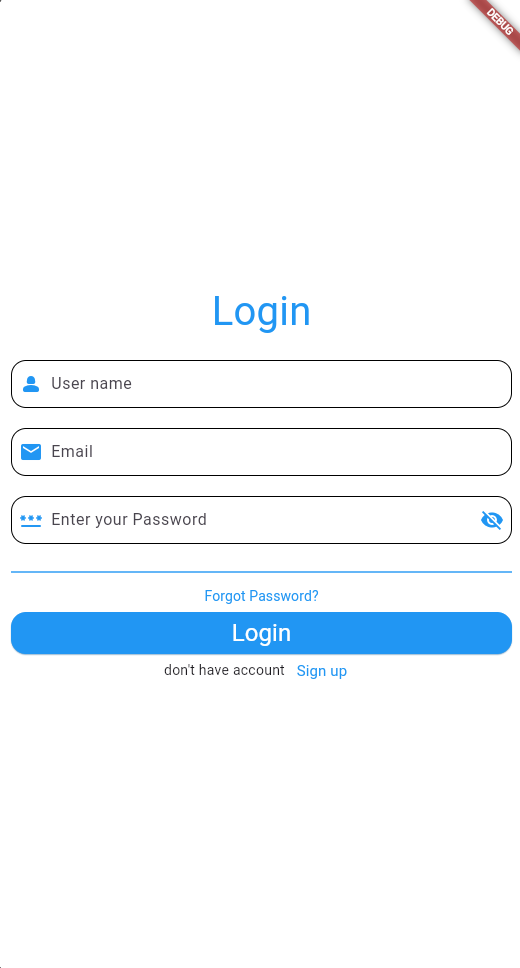 DEBUG
Login
User name
Email
Enter your Password
Forgot Password?
Login
don't have account Sign up